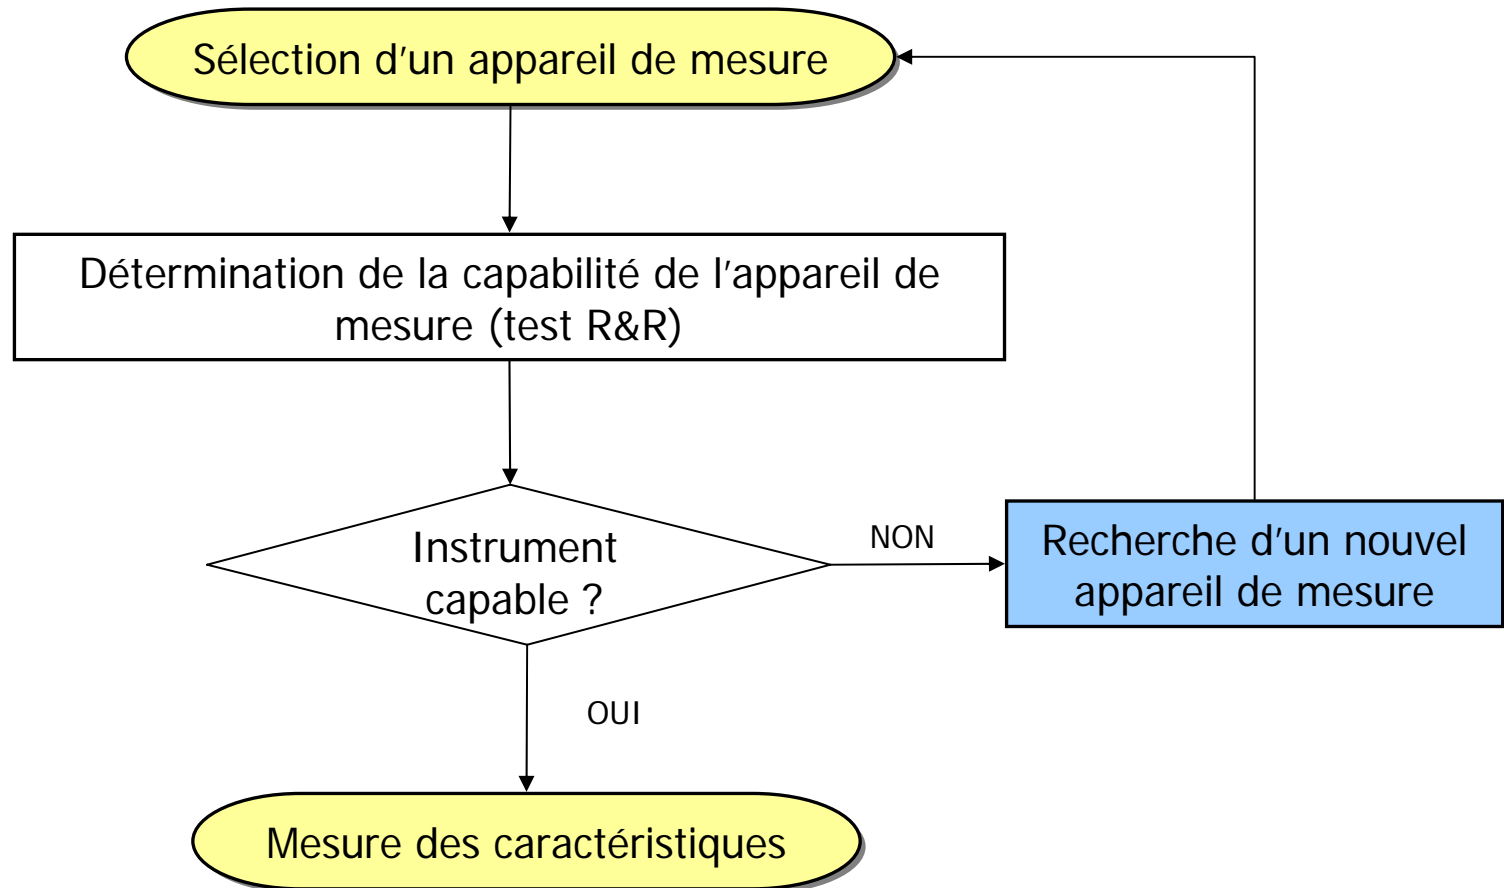 Sélection d'un appareil de mesure
Détermination de la capabilité de l'appareil de
mesure (test R&R)
Instrument
capable ?
NON
Recherche d'un nouvel
appareil de mesure
OUI
Mesure des caractéristiques